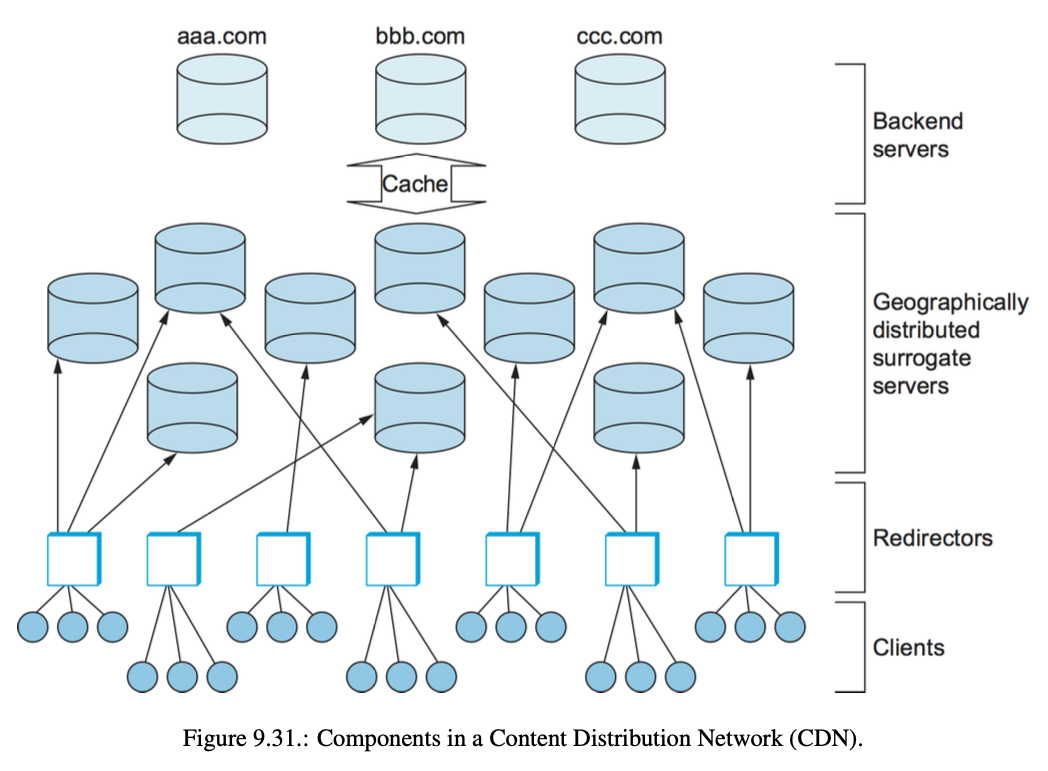 aaa.com
bbb.com
ccc.com
Backend
servers
Cache
Geographically
distributed
surrogate
servers
Redirectors
Clients
Figure 9.31.: Components in a Content Distribution Network (CDN).